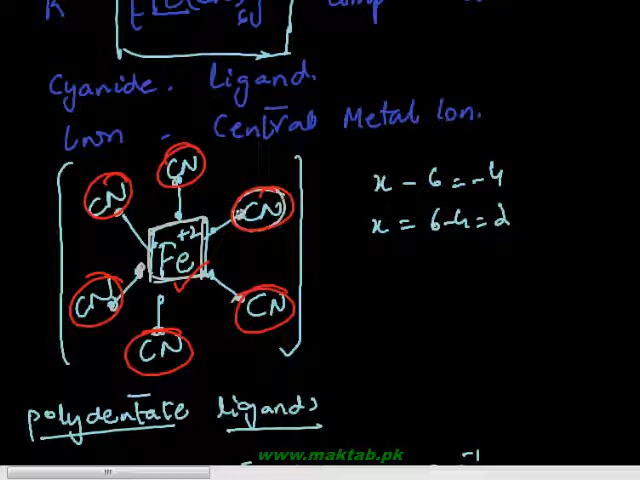 Cyanide. Ligand.
Iron - Central Metal Ion.
CN
CN
CN
x - 6 = -4
+2
Fe
x = 6-4 = 2
CN
CN
CN
polydentate ligands
www.maktab.pk
-1